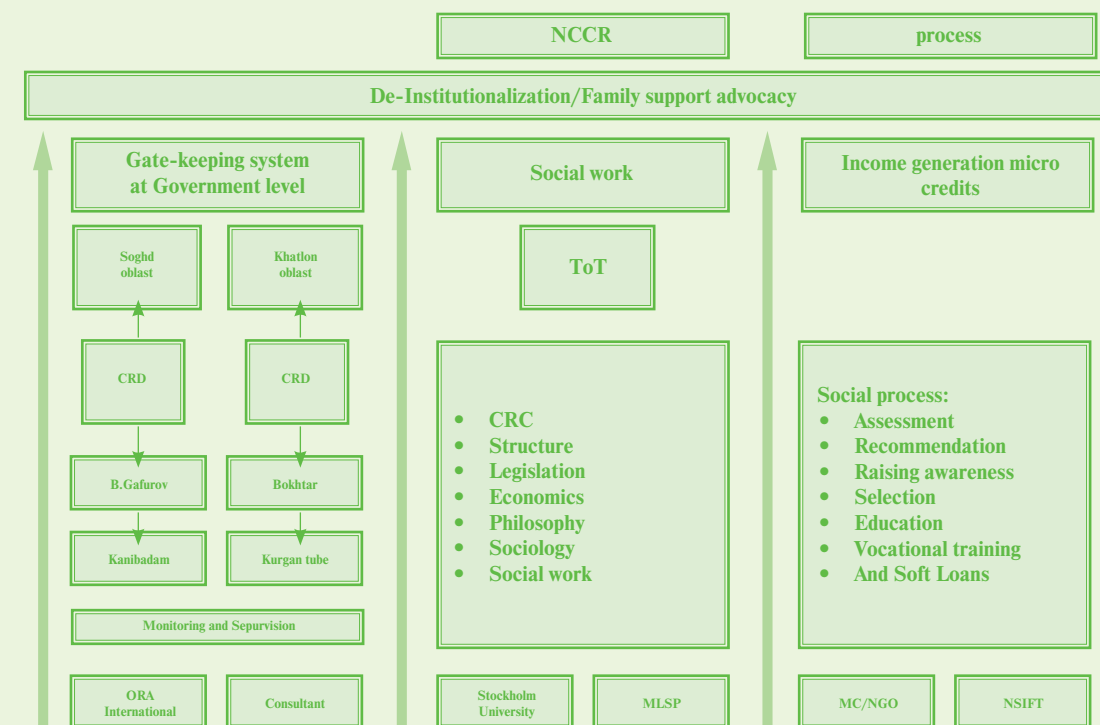 NCCR
process
De-Institutionalization/Family support advocacy
Gate-keeping system
at Government level
Soghd
oblast
Khatlon
oblast
CRD
CRD
B.Gafurov
Bokhtar
Kanibadam
Kurgan tube
Monitoring and Sepurvision
ORA
International
Consultant
Social work
ToT
• CRC
• Structure
• Legislation
• Economics
• Philosophy
• Sociology
• Social work
Stockholm
University
MLSP
Income generation micro
credits
Social process:
• Assessment
• Recommendation
• Raising awareness
• Selection
• Education
• Vocational training
• And Soft Loans
MC/NGO
NSIFT